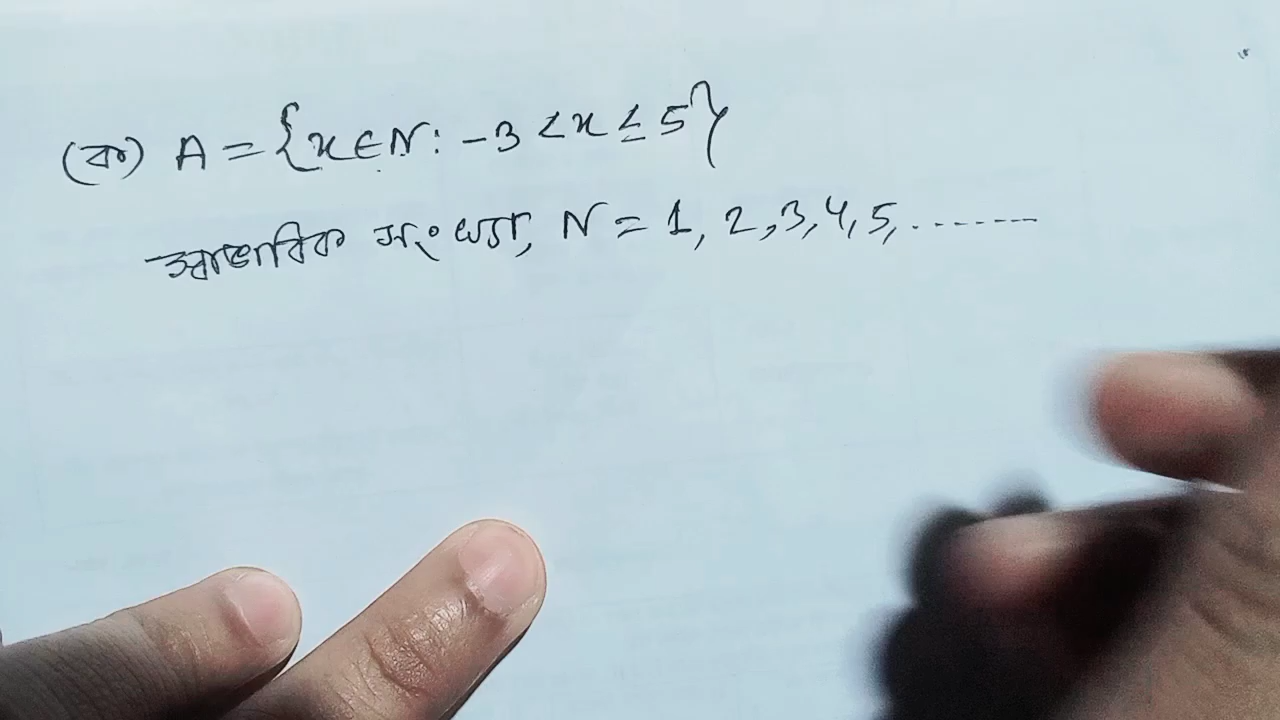 (ক) A = {x∈N: -3 < x ≤ 5}
স্বাভাবিক সংখ্যা, N = 1, 2, 3, 4, 5, ........